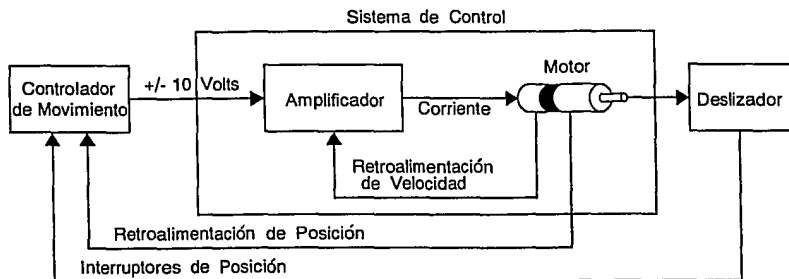 Sistema de Control
Controlador
de Movimiento
+/- 10 Volts
Amplificador
Corriente
Motor
Deslizador
Retroalimentación
de Velocidad
Retroalimentación de Posición
Interruptores de Posición